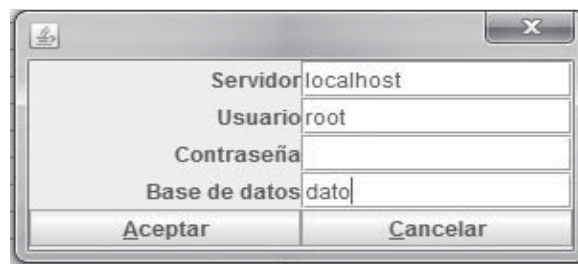 Servidor localhost
Usuario root
Contraseña
Base de datos dato
Aceptar Cancelar